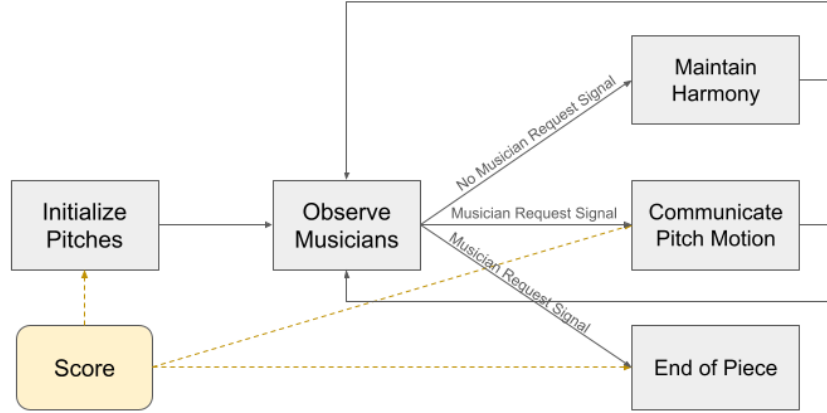 Maintain
Harmony
No Musician Request Signal
Initialize
Pitches
Observe
Musicians
Musician Request Signal
Communicate
Pitch Motion
Musician Request Signal
Score
End of Piece